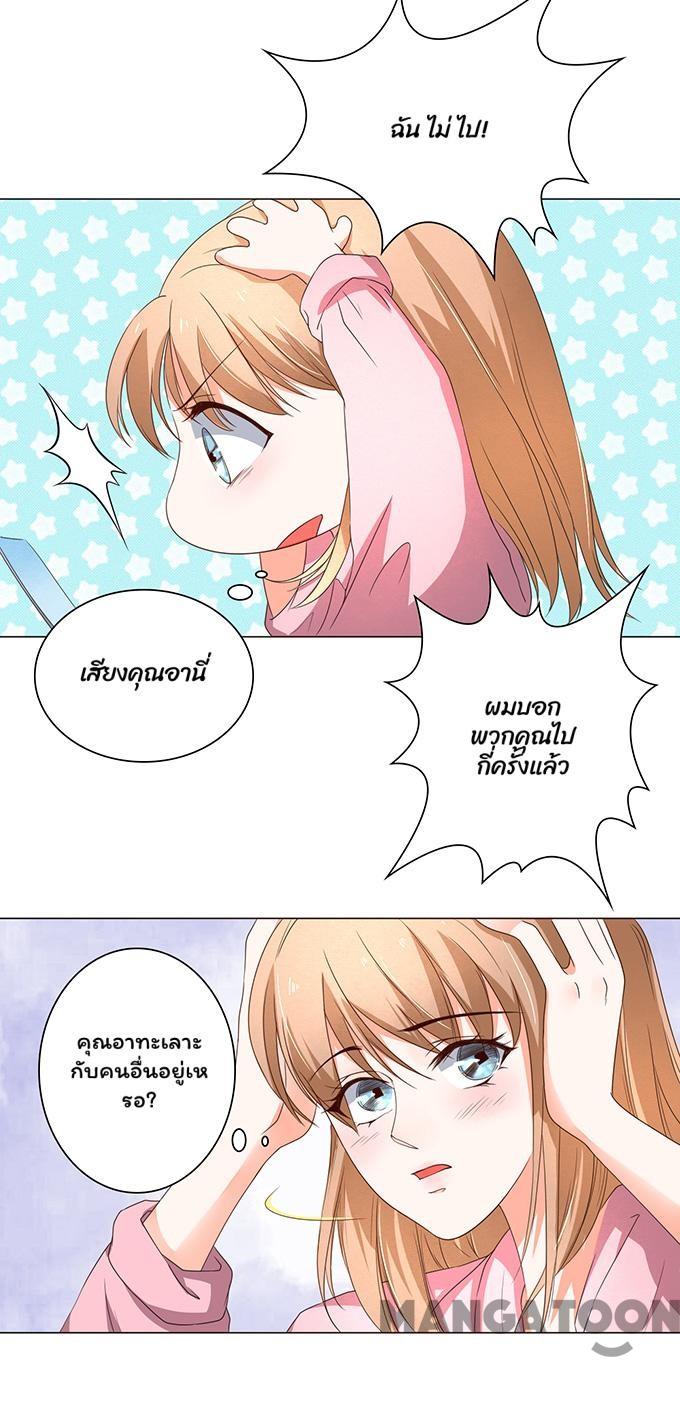 ฉัน ไม่ ไป!
เสียงคุณอานี่
ผมบอก
พวกคุณไป
กี่ครั้งแล้ว
คุณอาทะเลาะ
กับคนอื่นอยู่เห
รอ?
MANGATOON